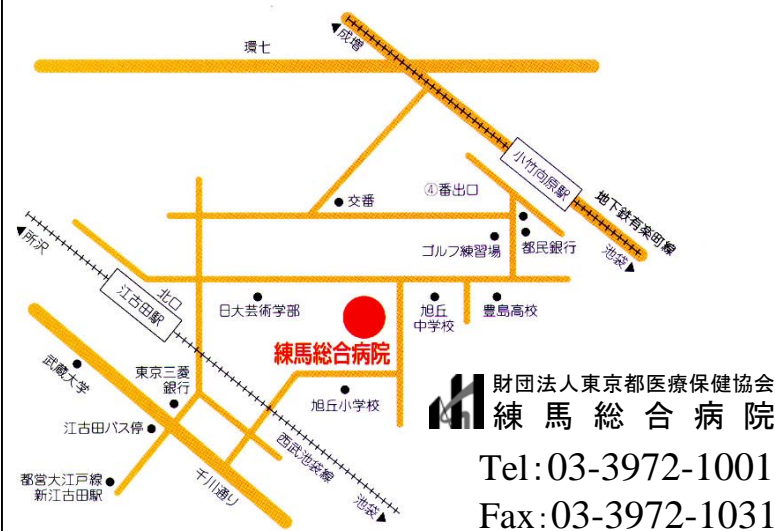 環七
▲成増
小竹向原駅
地下鉄有楽町線
池袋▲
④番出口
交番
ゴルフ練習場
都民銀行
▲所沢
江古田駅
北口
日大芸術学部
旭丘
中学校
豊島高校
練馬総合病院
武蔵大学
東京三菱
銀行
旭丘小学校
江古田バス停
西武池袋線
池袋▲
都営大江戸線
新江古田駅
千川通り
財団法人東京都医療保健協会
練馬総合病院
Tel:03-3972-1001
Fax:03-3972-1031